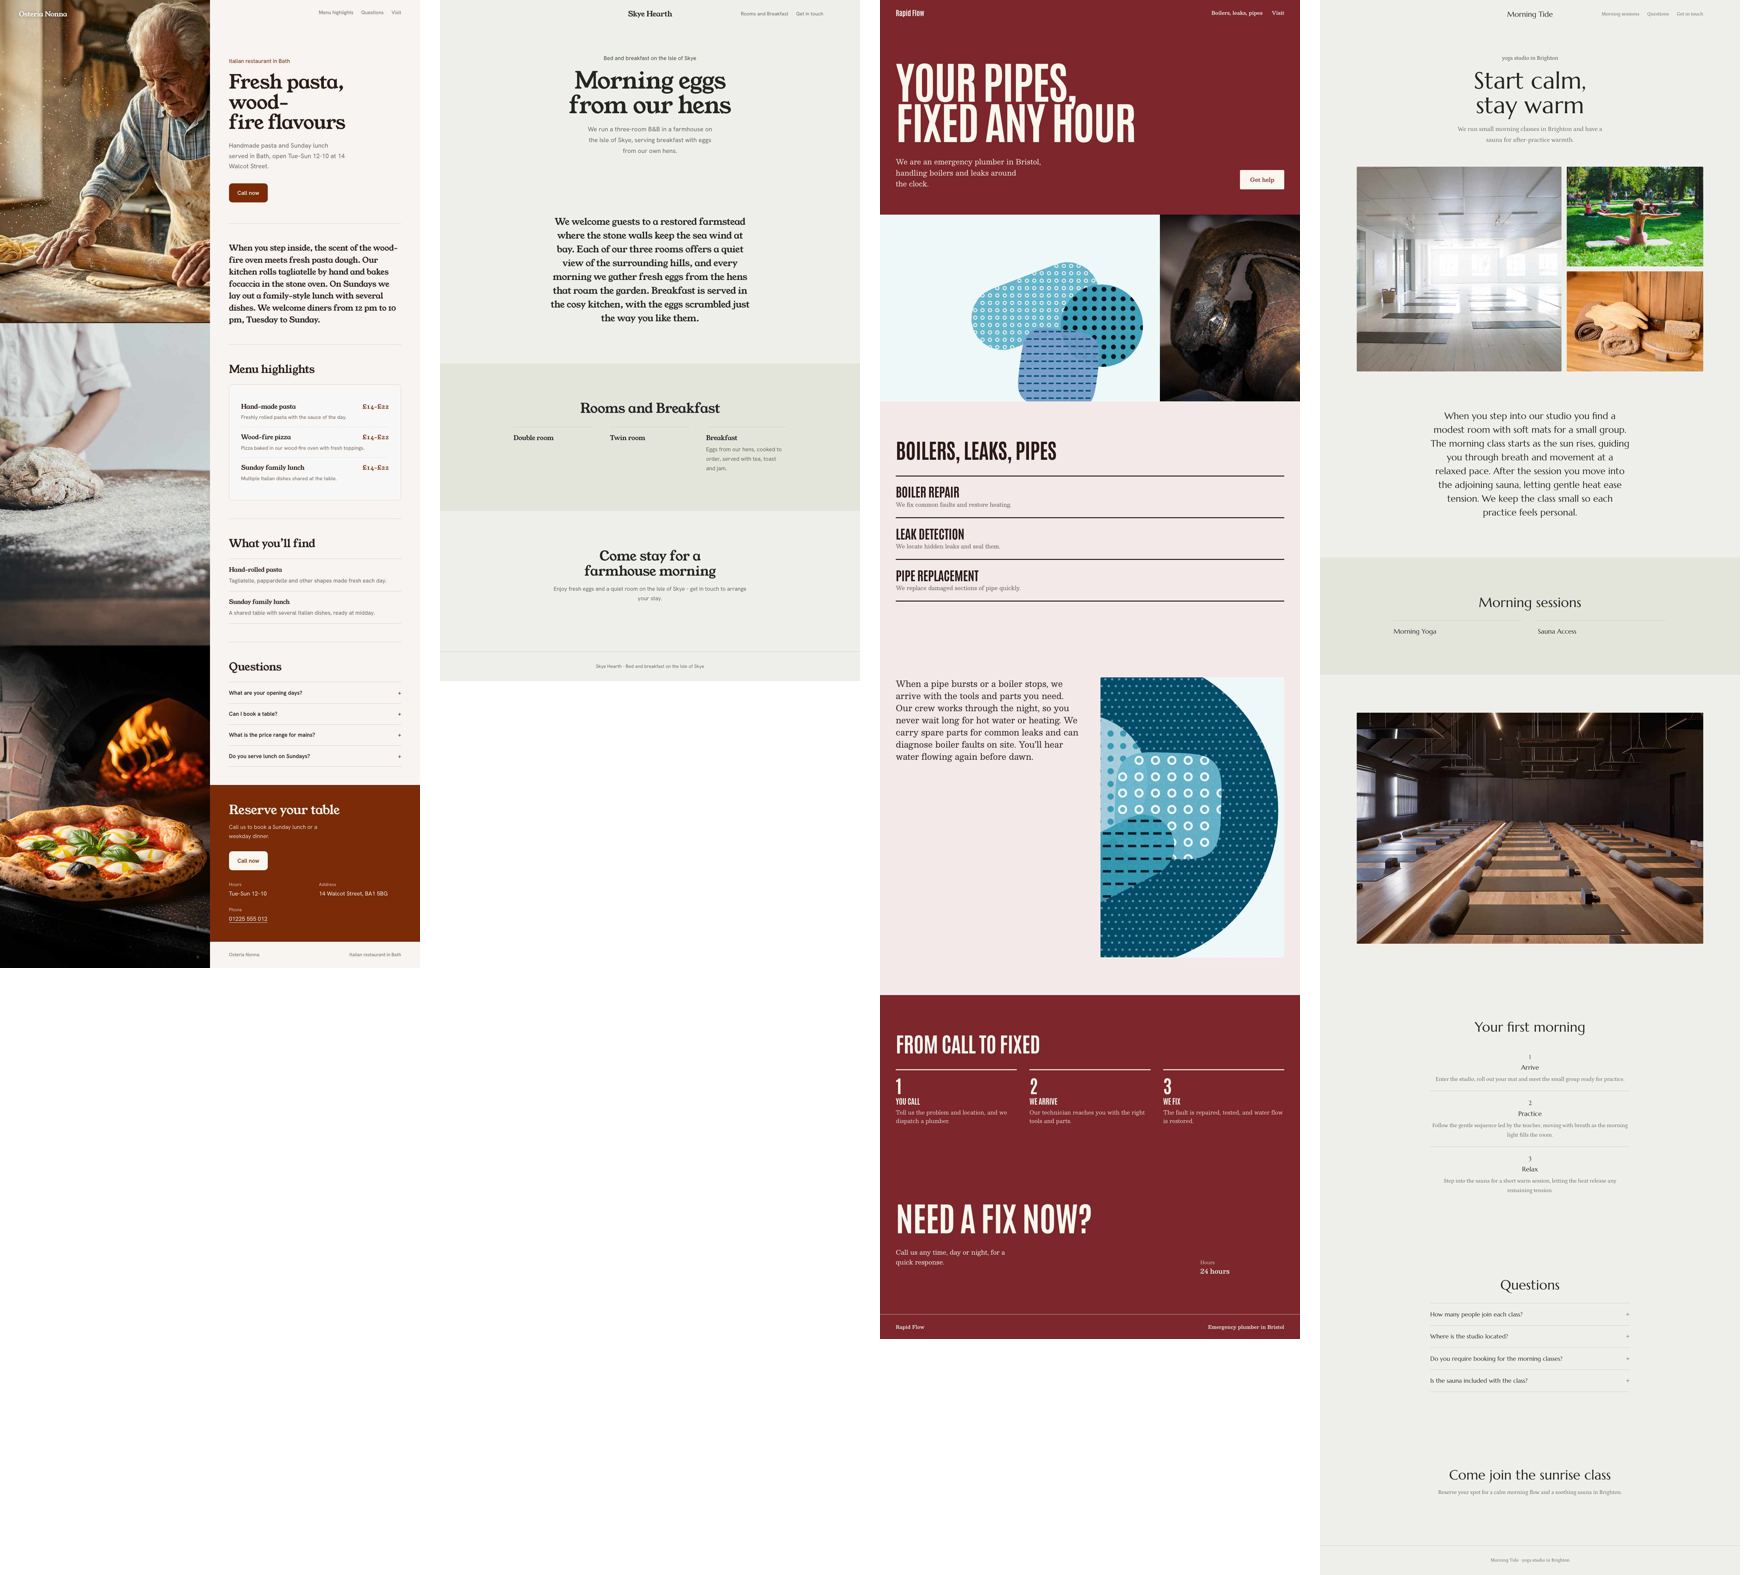 Osteria Nonna
Menu highlights Questions Visit
Italian restaurant in Bath
Fresh pasta,
wood-
fire flavours
Handmade pasta and Sunday lunch
served in Bath, open Tue-Sun 12-10 at 14
Walcot Street.
Call now
When you step inside, the scent of the wood-
fire oven meets fresh pasta dough. Our
kitchen rolls tagliatelle by hand and bakes
focaccia in the stone oven. On Sundays we
lay out a family-style lunch with several
dishes. We welcome diners from 12 pm to 10
pm, Tuesday to Sunday.
Menu highlights
Hand-made pasta £14-£22
Freshly rolled pasta with the sauce of the day.
Wood-fire pizza £14-£22
Pizza baked in our wood-fire oven with fresh toppings.
Sunday family lunch £14-£22
Multiple Italian dishes shared at the table.
What you'll find
Hand-rolled pasta
Tagliatelle, pappardelle and other shapes made fresh each day.
Sunday family lunch
A shared table with several Italian dishes, ready at midday.
Questions
What are your opening days? +
Can I book a table? +
What is the price range for mains? +
Do you serve lunch on Sundays? +
Reserve your table
Call us to book a Sunday lunch or a
weekday dinner.
Call now
Hours Address
Tue-Sun 12-10 14 Walcot Street, BA1 5BG
Phone
01225 555 012
Osteria Nonna Italian restaurant in Bath
Skye Hearth
Rooms and Breakfast Get in touch
Bed and breakfast on the Isle of Skye
Morning eggs
from our hens
We run a three-room B&B in a farmhouse on
the Isle of Skye, serving breakfast with eggs
from our own hens.
We welcome guests to a restored farmstead
where the stone walls keep the sea wind at
bay. Each of our three rooms offers a quiet
view of the surrounding hills, and every
morning we gather fresh eggs from the hens
that roam the garden. Breakfast is served in
the cosy kitchen, with the eggs scrambled just
the way you like them.
Rooms and Breakfast
Double room Twin room Breakfast
Eggs from our hens, cooked to
order, served with tea, toast
and jam.
Come stay for a
farmhouse morning
Enjoy fresh eggs and a quiet room on the Isle of Skye - get in touch to arrange
your stay.
Skye Hearth · Bed and breakfast on the Isle of Skye
Rapid Flow
Boilers, leaks, pipes Visit
YOUR PIPES,
FIXED ANY HOUR
We are an emergency plumber in Bristol,
handling boilers and leaks around
the clock.
Get help
BOILERS, LEAKS, PIPES
BOILER REPAIR
We fix common faults and restore heating.
LEAK DETECTION
We locate hidden leaks and seal them.
PIPE REPLACEMENT
We replace damaged sections of pipe quickly.
When a pipe bursts or a boiler stops, we
arrive with the tools and parts you need.
Our crew works through the night, so you
never wait long for hot water or heating. We
carry spare parts for common leaks and can
diagnose boiler faults on site. You'll hear
water flowing again before dawn.
FROM CALL TO FIXED
1 2 3
YOU CALL WE ARRIVE WE FIX
Tell us the problem and location, and we
dispatch a plumber.
Our technician reaches you with the right
tools and parts.
The fault is repaired, tested, and water flow
is restored.
NEED A FIX NOW?
Call us any time, day or night, for a
quick response.
Hours
24 hours
Rapid Flow Emergency plumber in Bristol
Morning Tide
Morning sessions Questions Get in touch
yoga studio in Brighton
Start calm,
stay warm
We run small morning classes in Brighton and have a
sauna for after-practice warmth.
When you step into our studio you find a
modest room with soft mats for a small group.
The morning class starts as the sun rises, guiding
you through breath and movement at a
relaxed pace. After the session you move into
the adjoining sauna, letting gentle heat ease
tension. We keep the class small so each
practice feels personal.
Morning sessions
Morning Yoga Sauna Access
Your first morning
1
Arrive
Enter the studio, roll out your mat and meet the small group ready for practice.
2
Practice
Follow the gentle sequence led by the teacher, moving with breath as the morning
light fills the room.
3
Relax
Step into the sauna for a short warm session, letting the heat release any
remaining tension.
Questions
How many people join each class? +
Where is the studio located? +
Do you require booking for the morning classes? +
Is the sauna included with the class? +
Come join the sunrise class
Reserve your spot for a calm morning flow and a soothing sauna in Brighton.
Morning Tide · yoga studio in Brighton